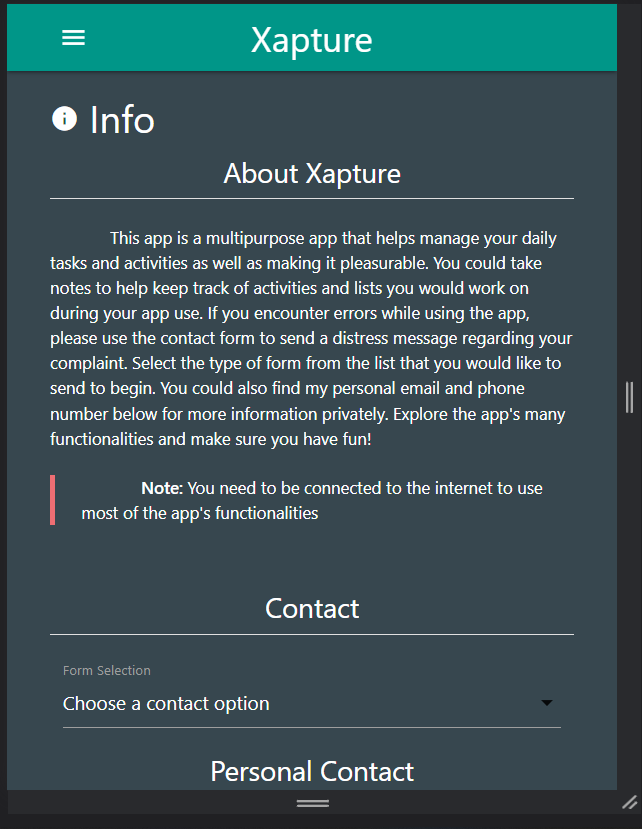 Xapture
Info
About Xapture
This app is a multipurpose app that helps manage your daily
tasks and activities as well as making it pleasurable. You could take
notes to help keep track of activities and lists you would work on
during your app use. If you encounter errors while using the app,
please use the contact form to send a distress message regarding your
complaint. Select the type of form from the list that you would like to
send to begin. You could also find my personal email and phone
number below for more information privately. Explore the app's many
functionalities and make sure you have fun!
Note: You need to be connected to the internet to use
most of the app's functionalities
Contact
Form Selection
Choose a contact option
Personal Contact